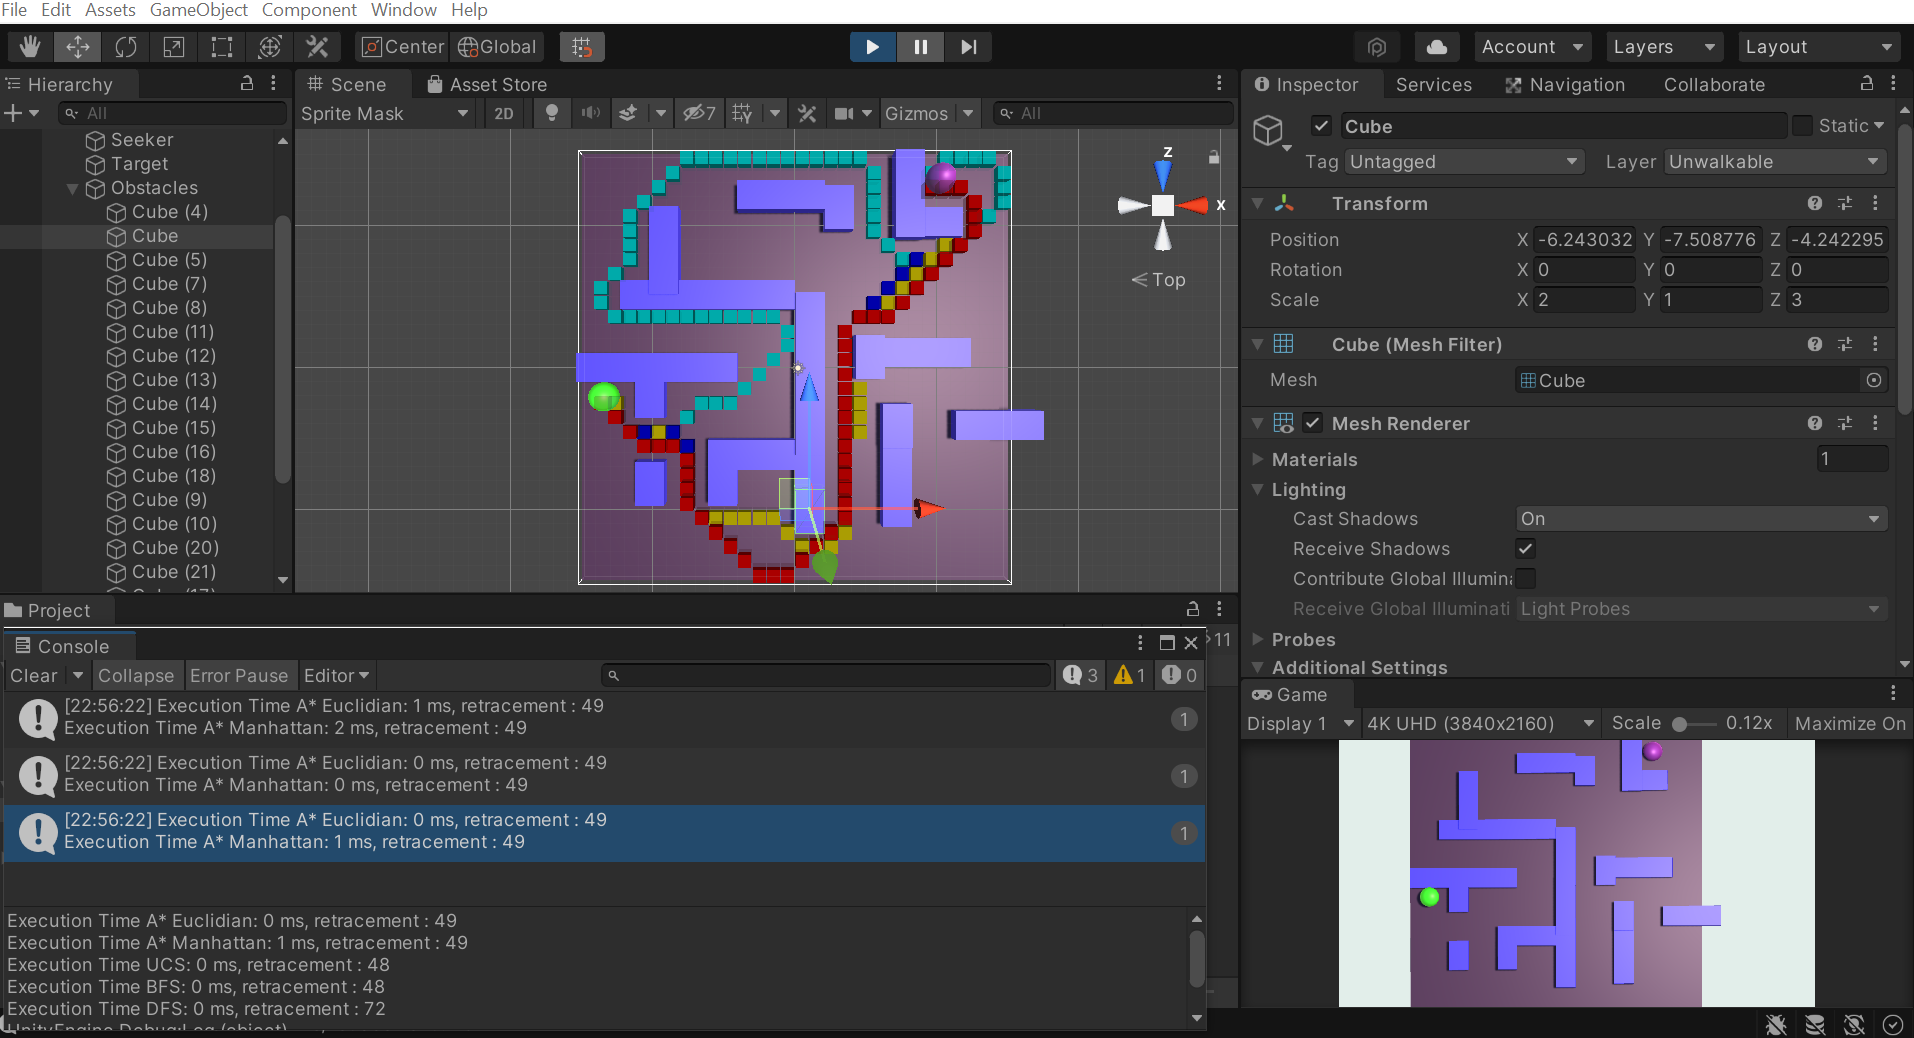 File Edit Assets GameObject Component Window Help
Center Global Account Layers Layout
Hierarchy
All
Seeker
Target
Obstacles
Cube (4)
Cube
Cube (5)
Cube (7)
Cube (8)
Cube (11)
Cube (12)
Cube (13)
Cube (14)
Cube (15)
Cube (16)
Cube (18)
Cube (9)
Cube (10)
Cube (20)
Cube (21)
Scene Asset Store
Sprite Mask 2D 7 Gizmos All
z
x
Top
Inspector Services Navigation Collaborate
Cube Static
Tag Untagged Layer Unwalkable
Transform
Position X -6.243032 Y -7.508776 Z -4.242295
Rotation X 0 Y 0 Z 0
Scale X 2 Y 1 Z 3
Cube (Mesh Filter)
Mesh Cube
Mesh Renderer
Materials 1
Lighting
Cast Shadows On
Receive Shadows
Contribute Global Illumin
Receive Global Illuminati Light Probes
Probes
Additional Settings
Project
11
Console
Clear Collapse Error Pause Editor 3 1 0
[22:56:22] Execution Time A* Euclidian: 1 ms, retracement : 49
Execution Time A* Manhattan: 2 ms, retracement : 49
1
[22:56:22] Execution Time A* Euclidian: 0 ms, retracement : 49
Execution Time A* Manhattan: 0 ms, retracement : 49
1
[22:56:22] Execution Time A* Euclidian: 0 ms, retracement : 49
Execution Time A* Manhattan: 1 ms, retracement : 49
1
Execution Time A* Euclidian: 0 ms, retracement : 49
Execution Time A* Manhattan: 1 ms, retracement : 49
Execution Time UCS: 0 ms, retracement : 48
Execution Time BFS: 0 ms, retracement : 48
Execution Time DFS: 0 ms, retracement : 72
UnityEngine.Debug:Log (object)
Game
Display 1 4K UHD (3840x2160) Scale 0.12x Maximize On